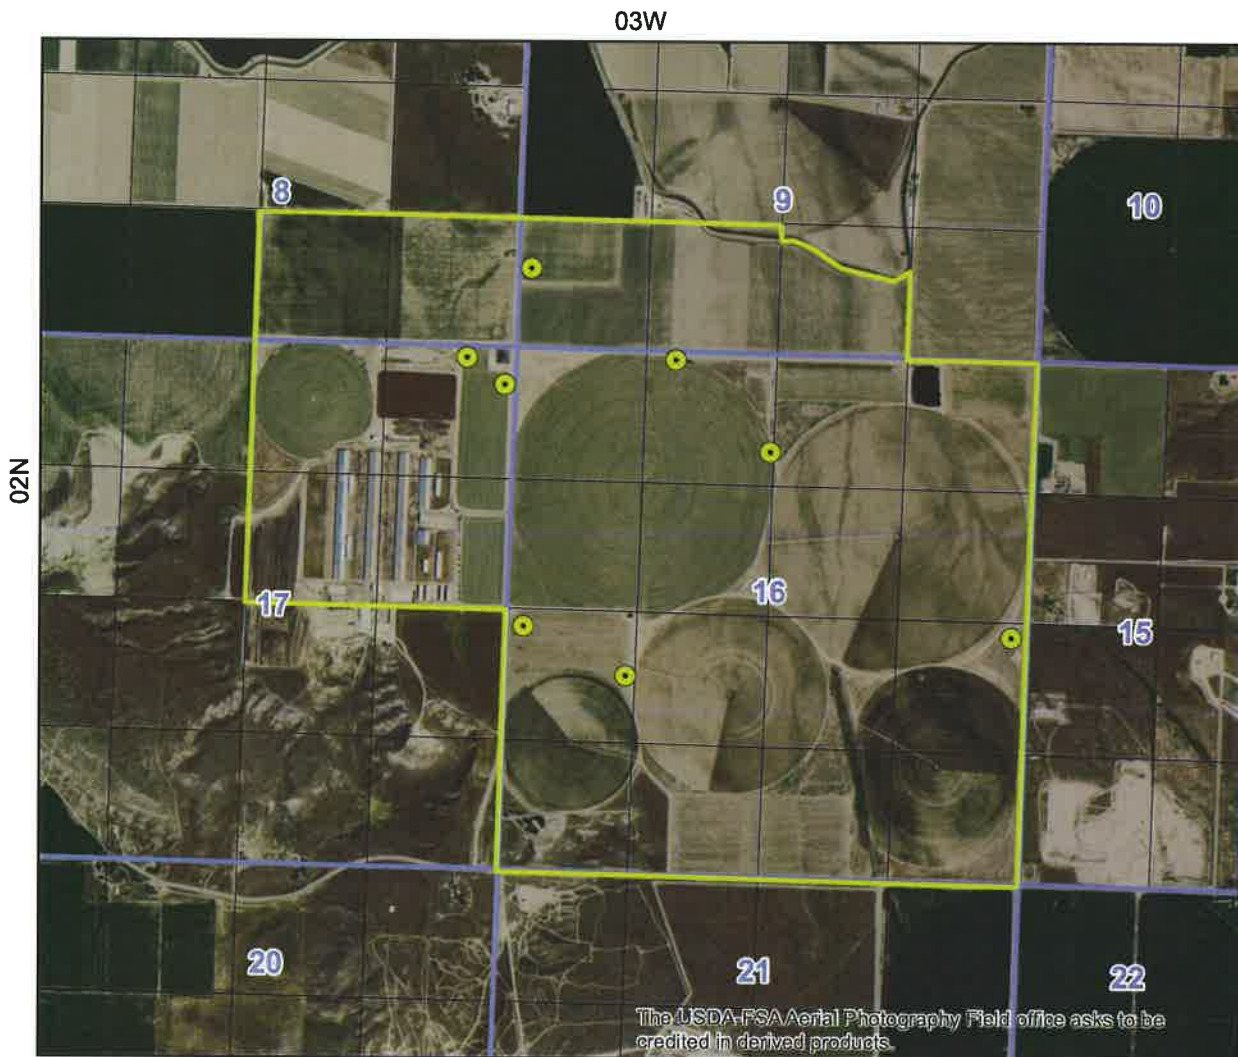 03W
8
9
10
02N
17
16
15
20
21
22
The USDA-FSA Aerial Photography Field office asks to be
credited in derived products.